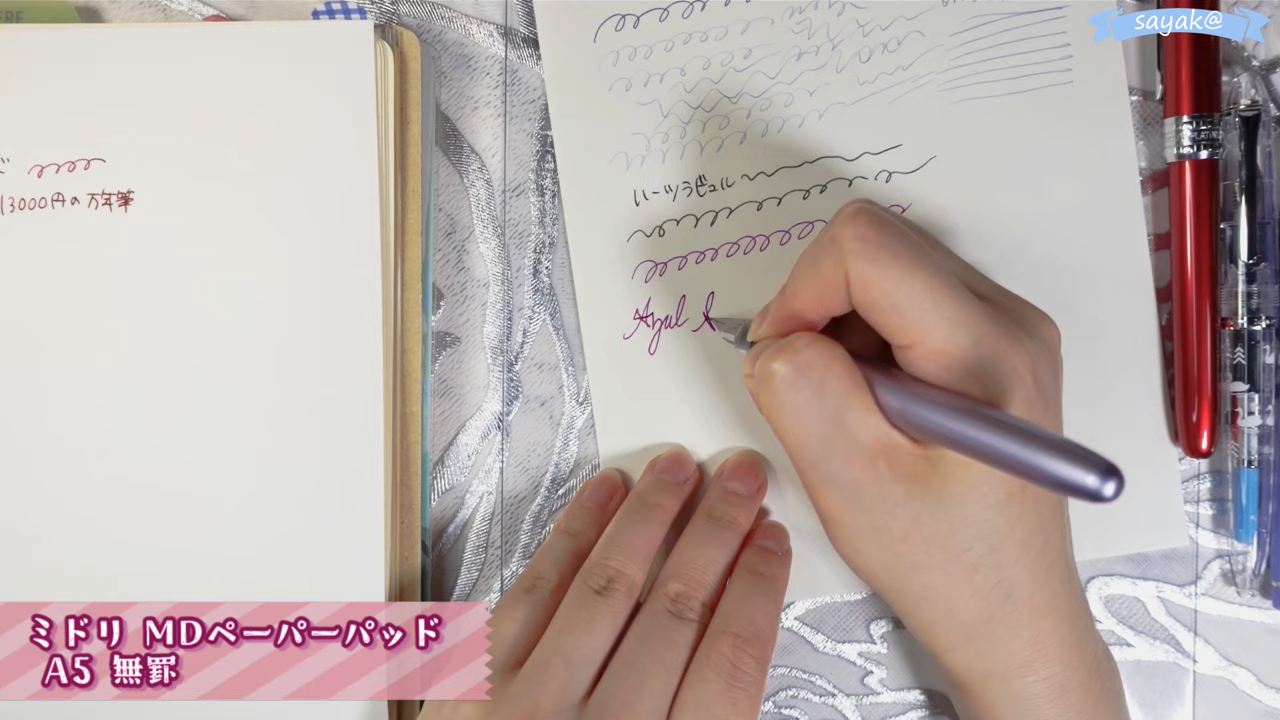 ERE
sayak@
13000円の万年筆
ハーツラビュル
Azul A
ミドリ MDペーパーパッド
A5 無罫